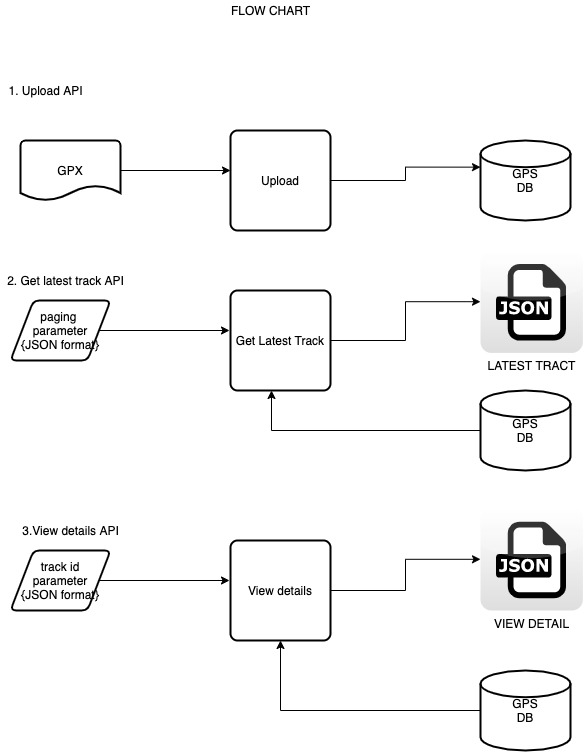 FLOW CHART
1. Upload API
GPX
Upload
GPS
DB
2. Get latest track API
paging
parameter
{JSON format}
Get Latest Track
JSON
LATEST TRACT
GPS
DB
3.View details API
track id
parameter
{JSON format}
View details
JSON
VIEW DETAIL
GPS
DB